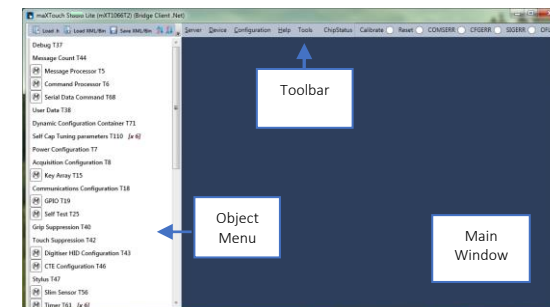 maXTouch Studio Lite (mXT1066T2) (Bridge Client .Net)
Load X Load XML/Bin Save XML/Bin Server Device Configuration Help Tools ChipStatus Calibrate Reset COMSERR CFGERR SIGERR OFL
Debug T37
Message Count T44
Message Processor T5
Command Processor T6
Serial Data Command T68
User Data T38
Dynamic Configuration Container T71
Self Cap Tuning parameters T110 [x 6]
Power Configuration T7
Acquisition Configuration T8
Key Array T15
Communications Configuration T18
GPIO T19
Self Test T25
Grip Suppression T40
Touch Suppression T42
Digitiser HID Configuration T43
CTE Configuration T46
Stylus T47
Slim Sensor T56
Timer T61 [x 6]
Toolbar
Object
Menu
Main
Window